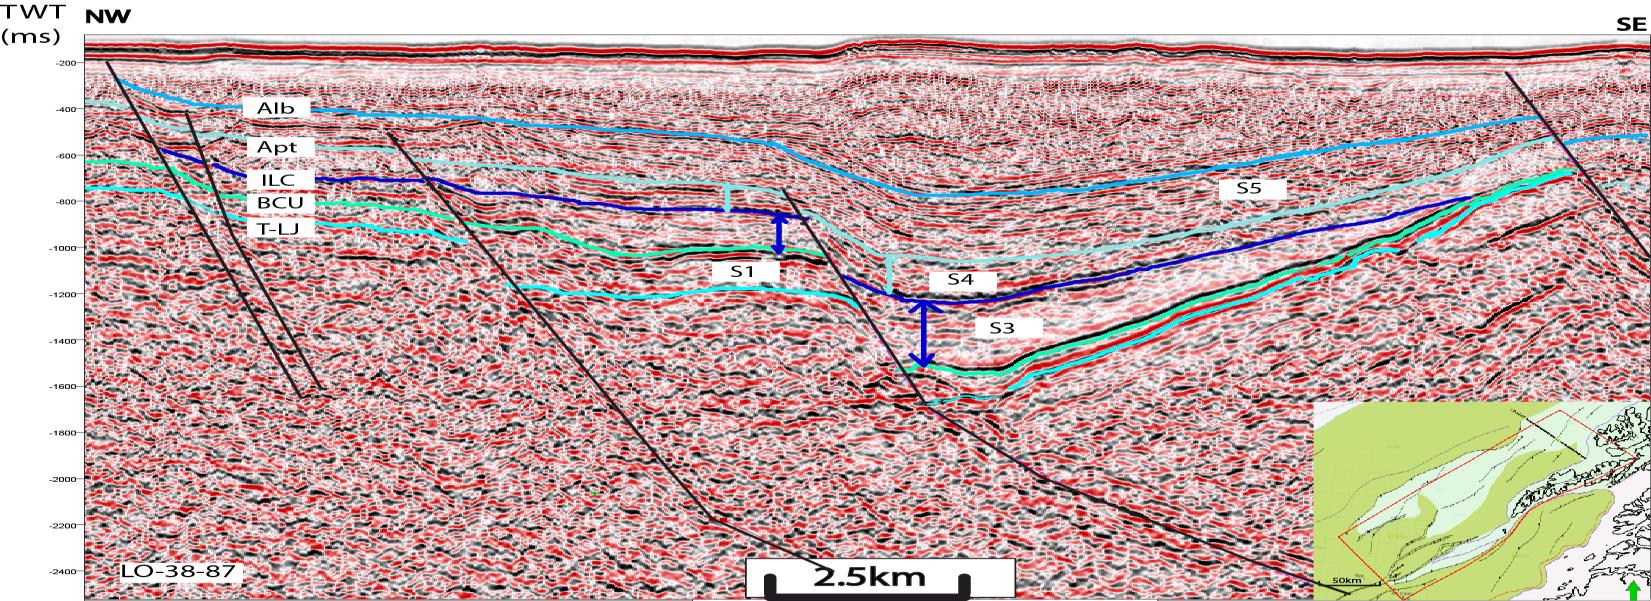 TWT
(ms)
NW
SE
-200
-400
-600
-800
-1000
-1200
-1400
-1600
-1800
-2000
-2200
-2400
Alb
Apt
ILC
BCU
T-LJ
S1
S4
S3
S5
LO-38-87
2.5km
50km